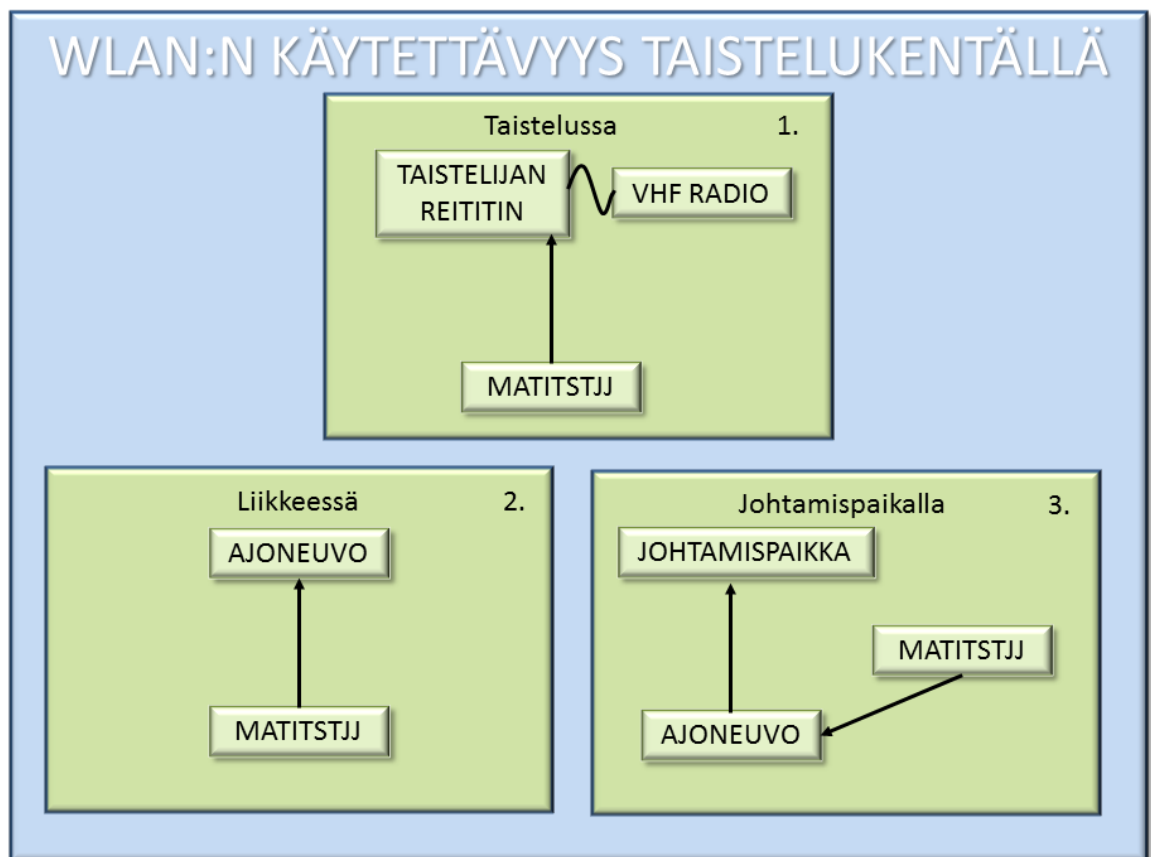 WLAN:N KÄYTETTÄVYYS TAISTELUKENTÄLLÄ
Taistelussa 1.
TAISTELIJAN
REITITIN
VHF RADIO
MATITSTJJ
Liikkeessä 2.
AJONEUVO
MATITSTJJ
Johtamispaikalla 3.
JOHTAMISPAIKKA
MATITSTJJ
AJONEUVO